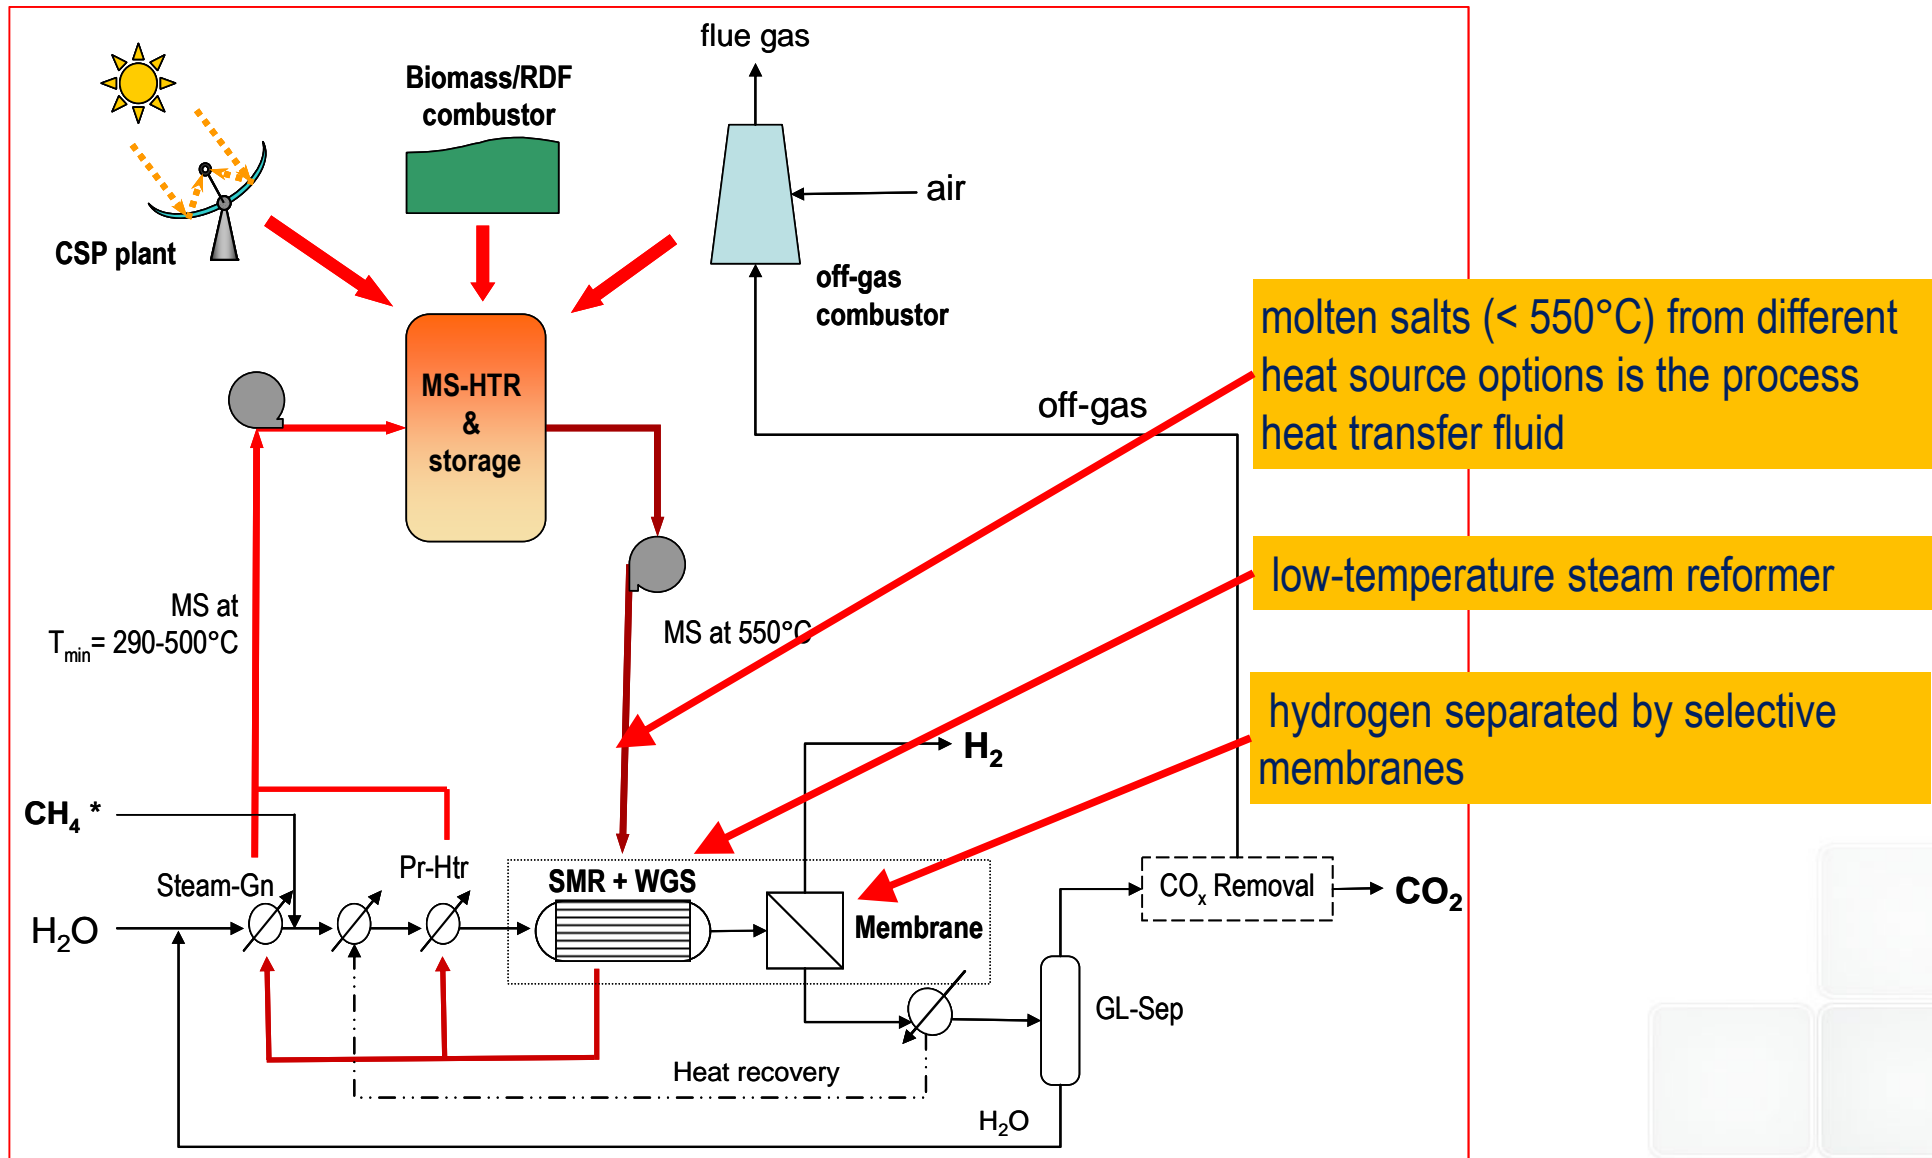 flue gas
Biomass/RDF
combustor
air
CSP plant
off-gas
combustor
molten salts (< 550°C) from different
heat source options is the process
heat transfer fluid
MS-HTR
&
storage
off-gas
low-temperature steam reformer
MS at
Tmin= 290-500°C
MS at 550°C
hydrogen separated by selective
membranes
H2
CH4 *
Pr-Htr
Steam-Gn
SMR + WGS
COx Removal
CO2
H2O
Membrane
GL-Sep
Heat recovery
H2O